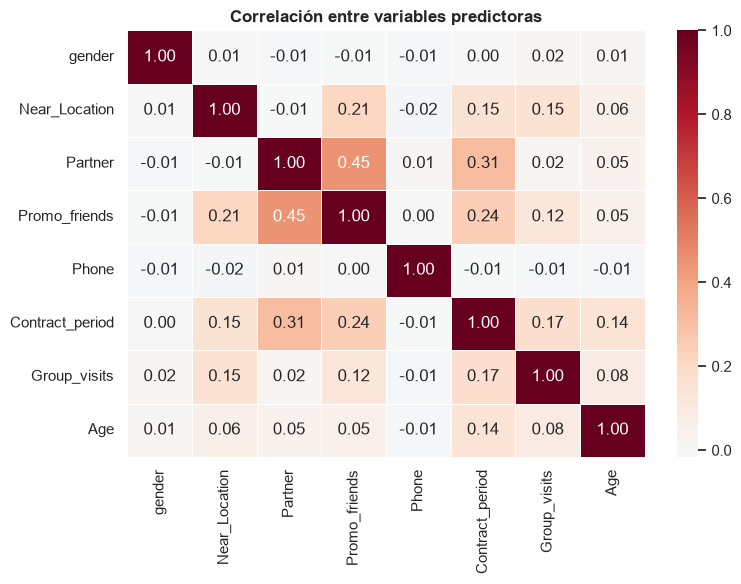 Correlación entre variables predictoras
gender 1.00 0.01 -0.01 -0.01 -0.01 0.00 0.02 0.01
Near_Location 0.01 1.00 -0.01 0.21 -0.02 0.15 0.15 0.06
Partner -0.01 -0.01 1.00 0.45 0.01 0.31 0.02 0.05
Promo_friends -0.01 0.21 0.45 1.00 0.00 0.24 0.12 0.05
Phone -0.01 -0.02 0.01 0.00 1.00 -0.01 -0.01 -0.01
Contract_period 0.00 0.15 0.31 0.24 -0.01 1.00 0.17 0.14
Group_visits 0.02 0.15 0.02 0.12 -0.01 0.17 1.00 0.08
Age 0.01 0.06 0.05 0.05 -0.01 0.14 0.08 1.00
gender
Near_Location
Partner
Promo_friends
Phone
Contract_period
Group_visits
Age
1.0
0.8
0.6
0.4
0.2
0.0